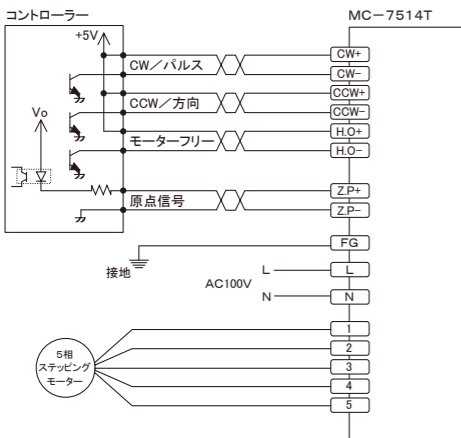 コントローラー
MC-7514T
+5V
CW／パルス
CW+
CW-
CCW／方向
CCW+
CCW-
Vo
モーターフリー
H.O+
H.O-
原点信号
Z.P+
Z.P-
接地
FG
AC100V
L
L
N
N
5相
ステッピング
モーター
1
2
3
4
5